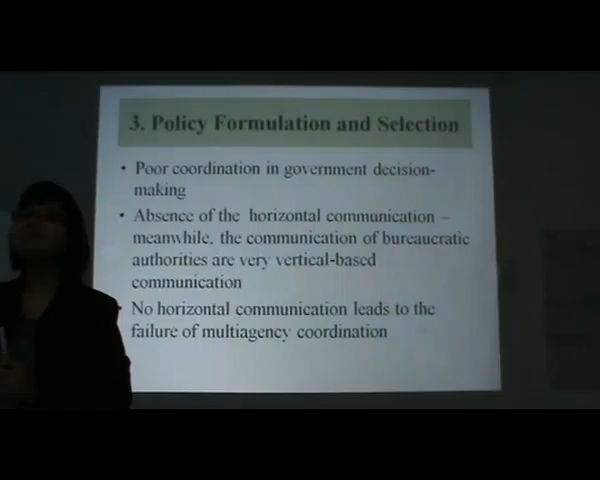 3. Policy Formulation and Selection
• Poor coordination in government decision-
making
• Absence of the horizontal communication –
meanwhile, the communication of bureaucratic
authorities are very vertical-based
communication
No horizontal communication leads to the
failure of multiagency coordination